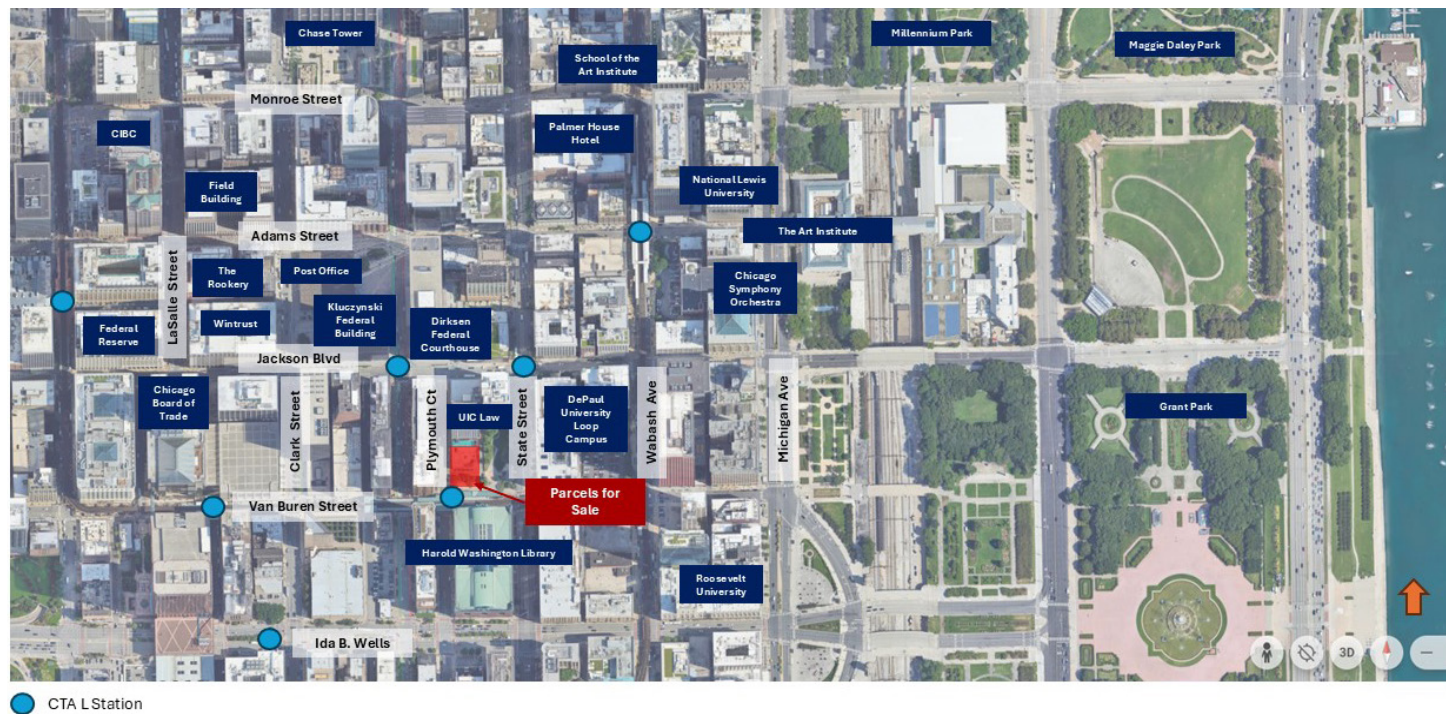 Chase Tower
Millennium Park
Maggie Daley Park
School of the
Art Institute
Monroe Street
CIBC
Palmer House
Hotel
Field
Building
National Lewis
University
Adams Street
The Art Institute
LaSalle Street
The
Rookery
Post Office
Chicago
Symphony
Orchestra
Federal
Reserve
Wintrust
Kluczynski
Federal
Building
Dirksen
Federal
Courthouse
Jackson Blvd
Chicago
Board of
Trade
Clark Street
Plymouth Ct
UIC Law
State Street
DePaul
University
Loop
Campus
Wabash Ave
Michigan Ave
Grant Park
Van Buren Street
Parcels for
Sale
Harold Washington Library
Roosevelt
University
Ida B. Wells
3D
CTA L Station